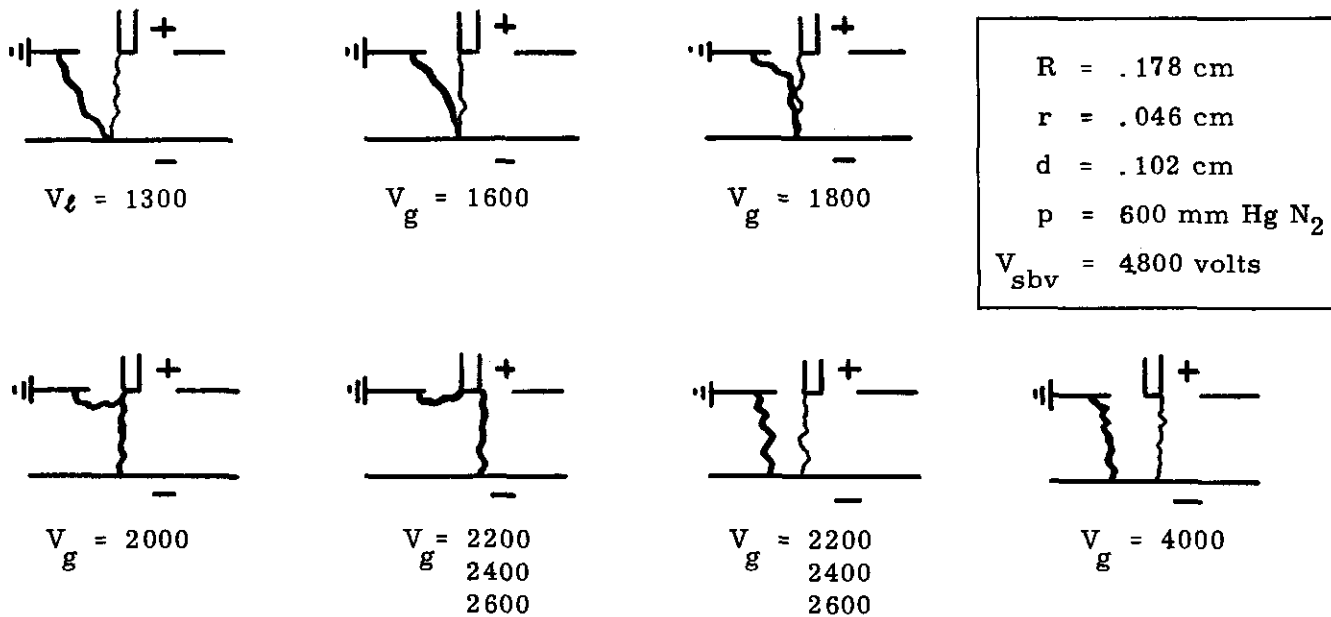 +
+
+
-
-
-
V_ℓ = 1300
V_g = 1600
V_g = 1800
R = .178 cm
r = .046 cm
d = .102 cm
p = 600 mm Hg N₂
V_sbv = 4800 volts
+
+
+
+
-
-
-
-
V_g = 2000
V_g = 2200
2400
2600
V_g = 2200
2400
2600
V_g = 4000